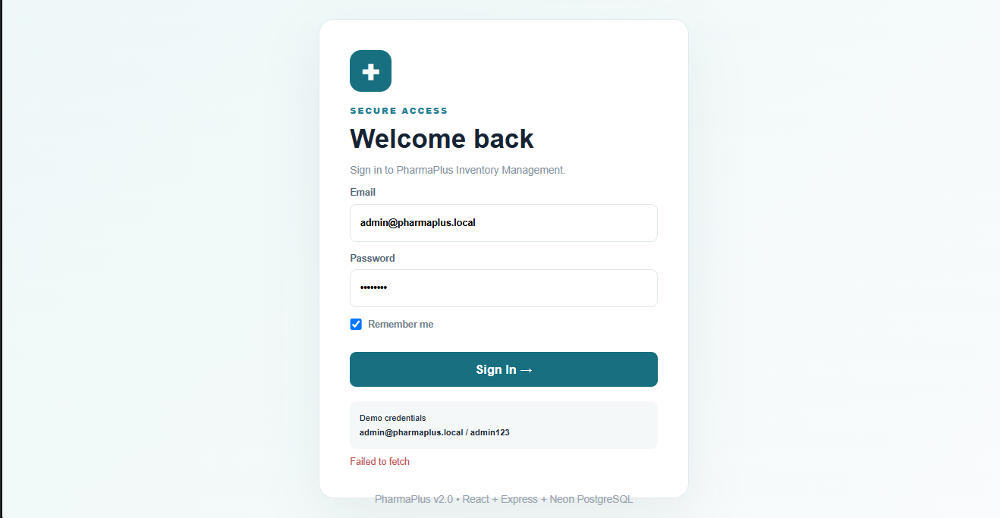 SECURE ACCESS
Welcome back
Sign in to PharmaPlus Inventory Management.
Email
admin@pharmaplus.local
Password
••••••••
Remember me
Sign In →
Demo credentials
admin@pharmaplus.local / admin123
Failed to fetch
PharmaPlus v2.0 • React + Express + Neon PostgreSQL